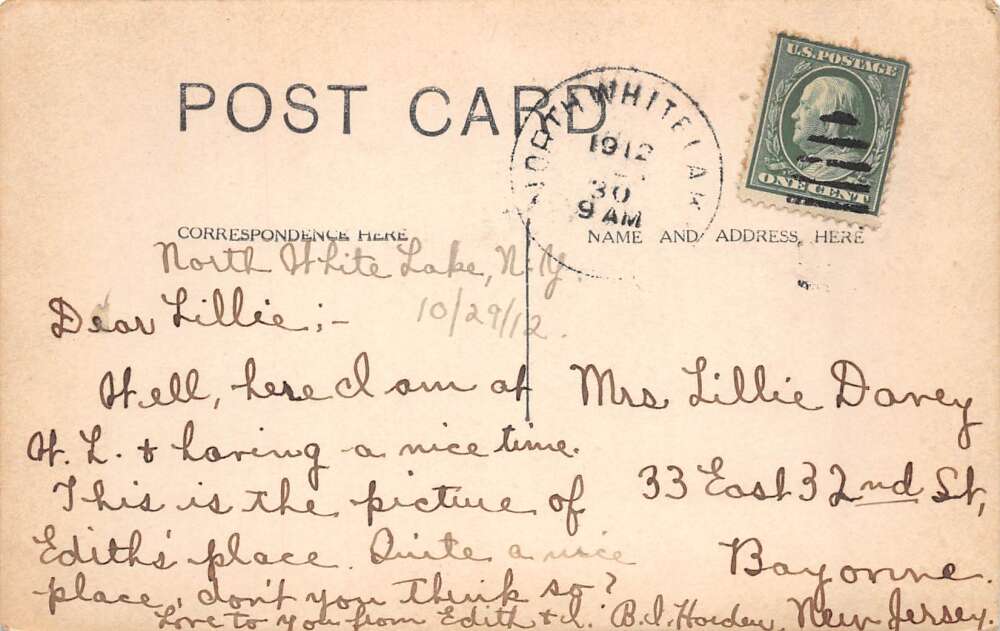 POST CARD
NORTH WHITE LAKE
1912
30
9 AM
U.S. POSTAGE
ONE CENT
CORRESPONDENCE HERE
NAME AND ADDRESS HERE
North White Lake, N.Y.
10/29/12.
Dear Lillie;-
Well, here I am at
W. L. & having a nice time.
This is the picture of
Edith's place. Quite a nice
place, don't you think so?
Love to you from Edith & I. B.I.
Mrs Lillie Davey
33 East 32nd St,
Bayonne.
New Jersey.